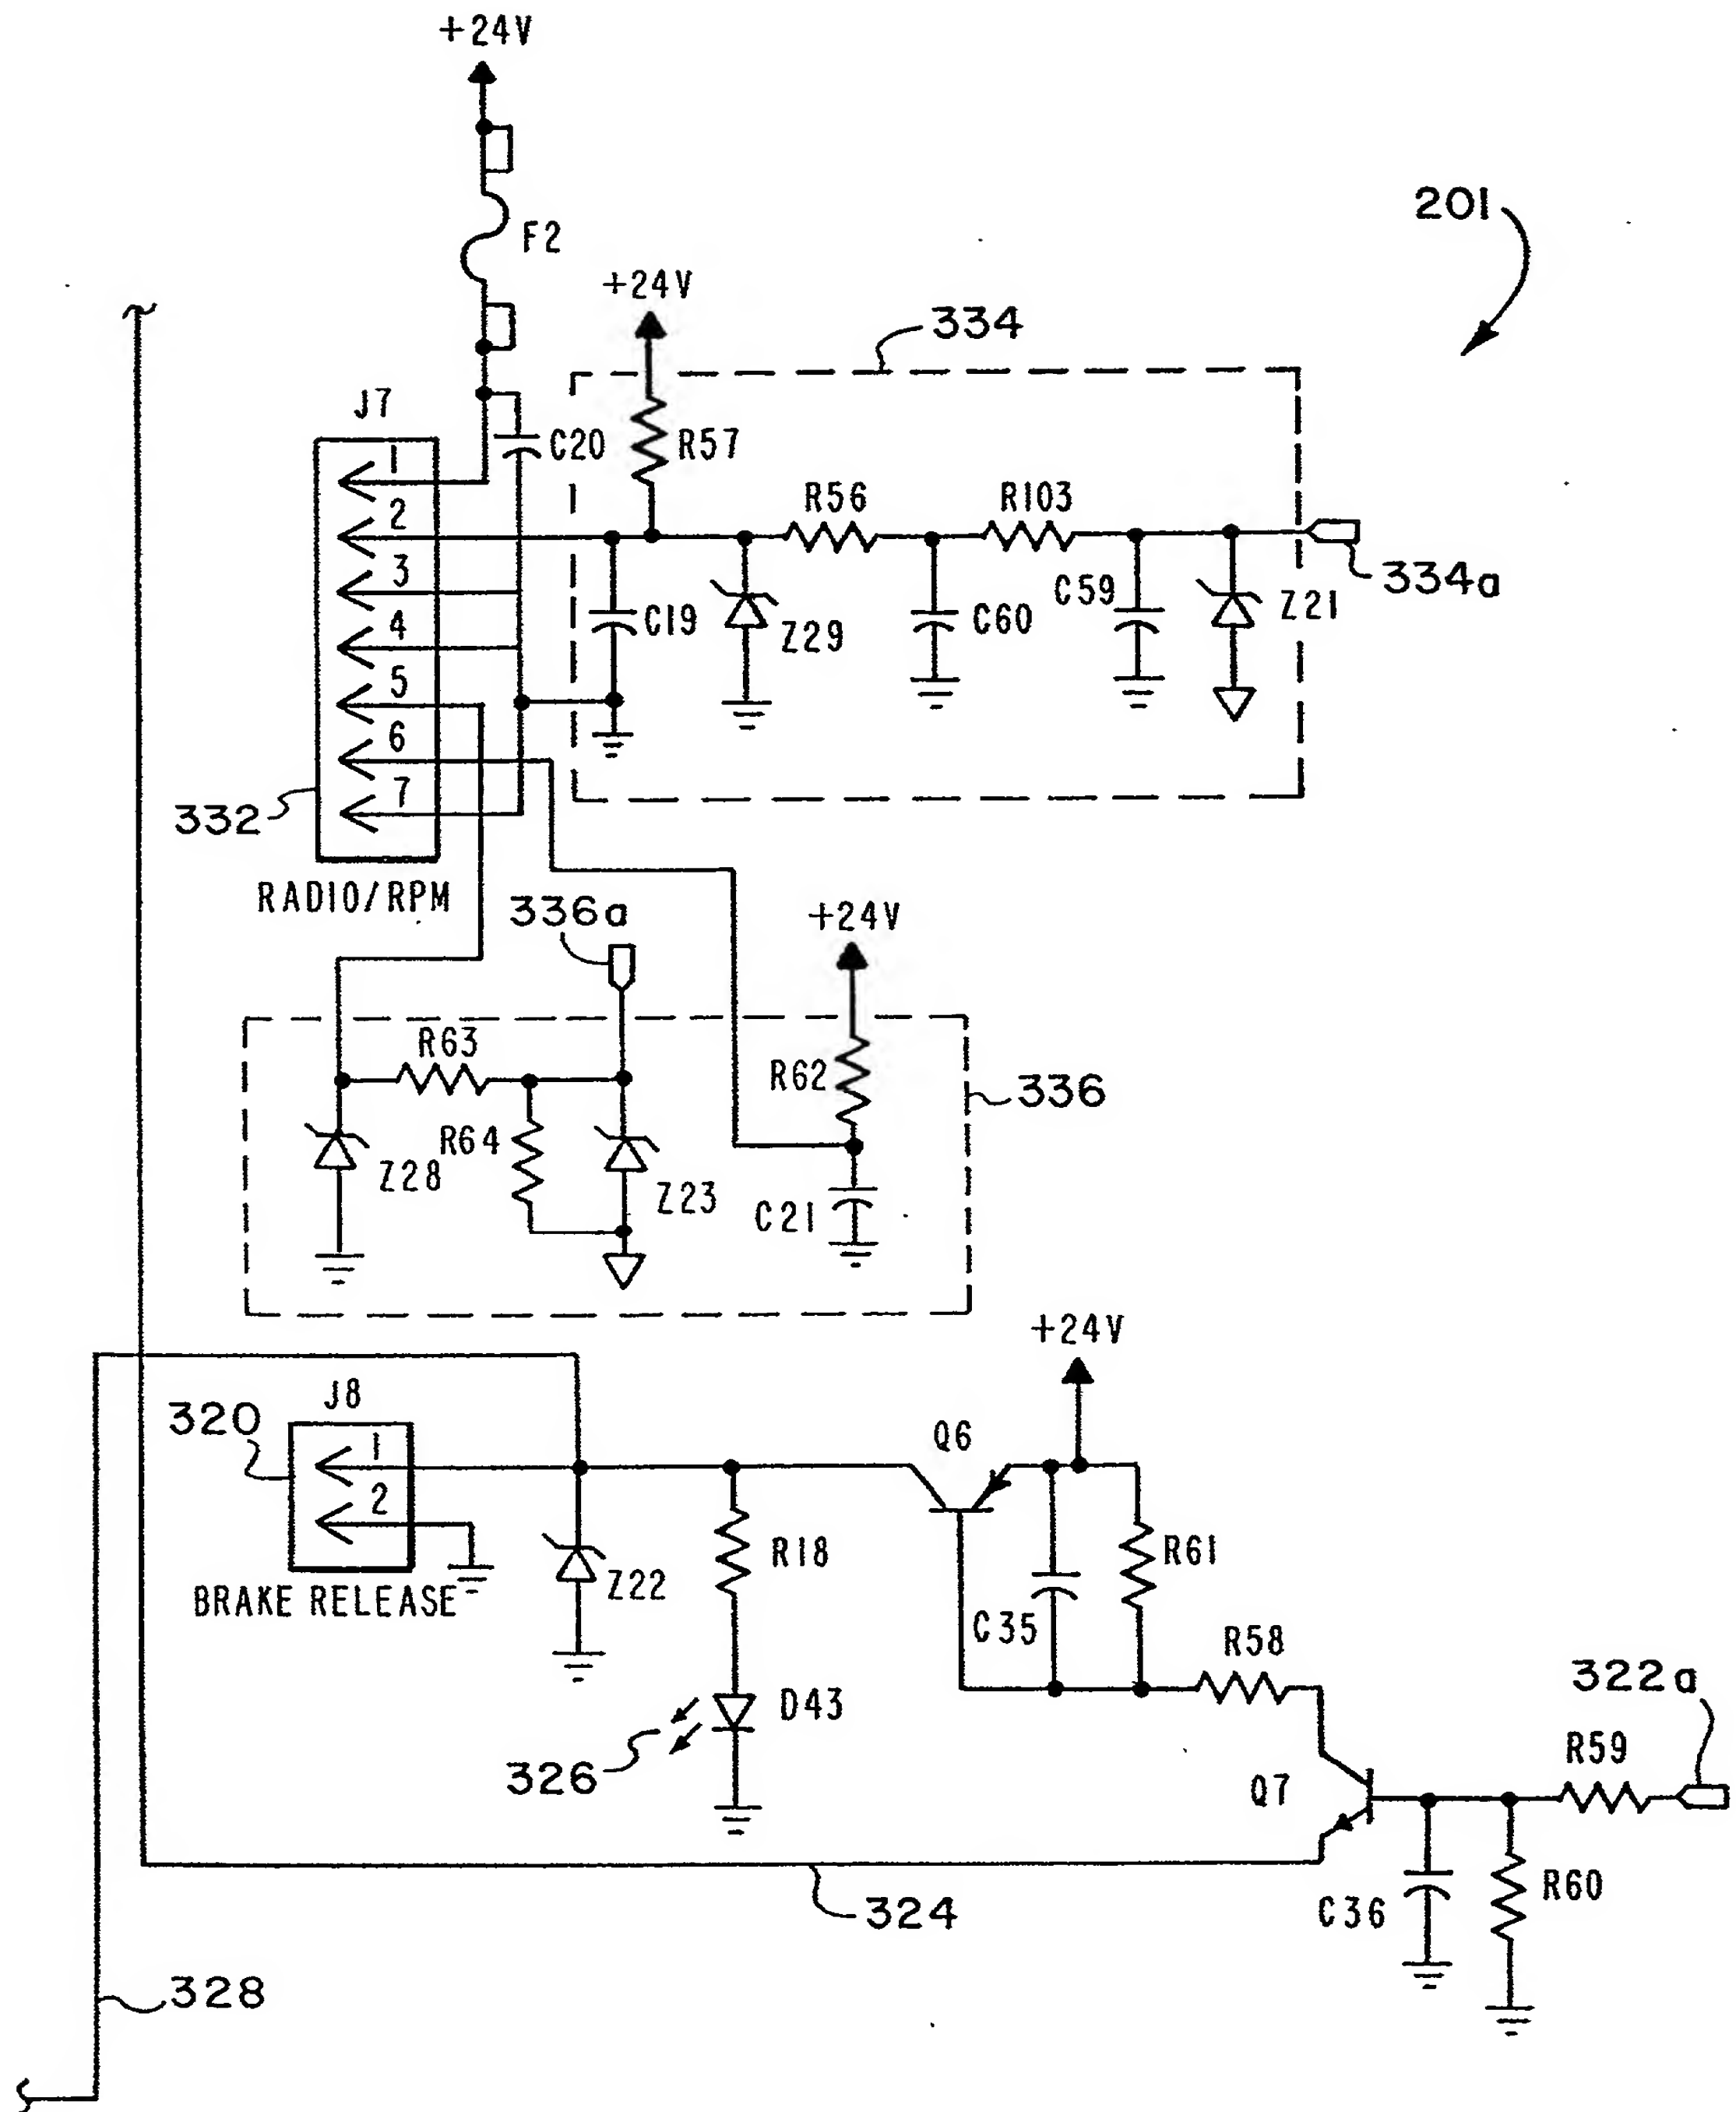 +24V
201
F2
+24V
334
J7
C20
R57
1
R56
R103
2
3
C59
334a
C19
C60
Z21
4
Z29
5
6
7
332
RADIO/RPM
336a
+24V
R63
R62
336
R64
Z28
Z23
C21
+24V
J8
320
Q6
1
2
R18
R61
Z22
BRAKE RELEASE
C35
R58
322a
D43
R59
326
Q7
R60
C36
324
328